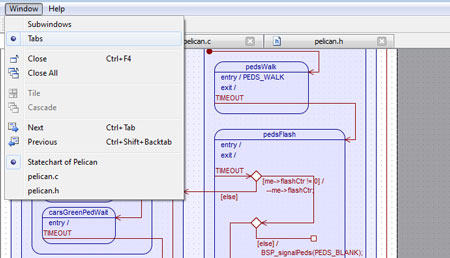 Window Help
Subwindows
Tabs
Close Ctrl+F4
Close All
Tile
Cascade
Next Ctrl+Tab
Previous Ctrl+Shift+Backtab
Statechart of Pelican
pelican.c
pelican.h
pelican.c
pelican.h
pedsWalk
entry / PEDS_WALK
exit /
TIMEOUT
pedsFlash
entry /
exit /
TIMEOUT
[me->flashCtr != 0] /
--me->flashCtr;
[else]
[else] /
BSP_signalPeds(PEDS_BLANK);
carsGreenPedWait
entry /
TIMEOUT